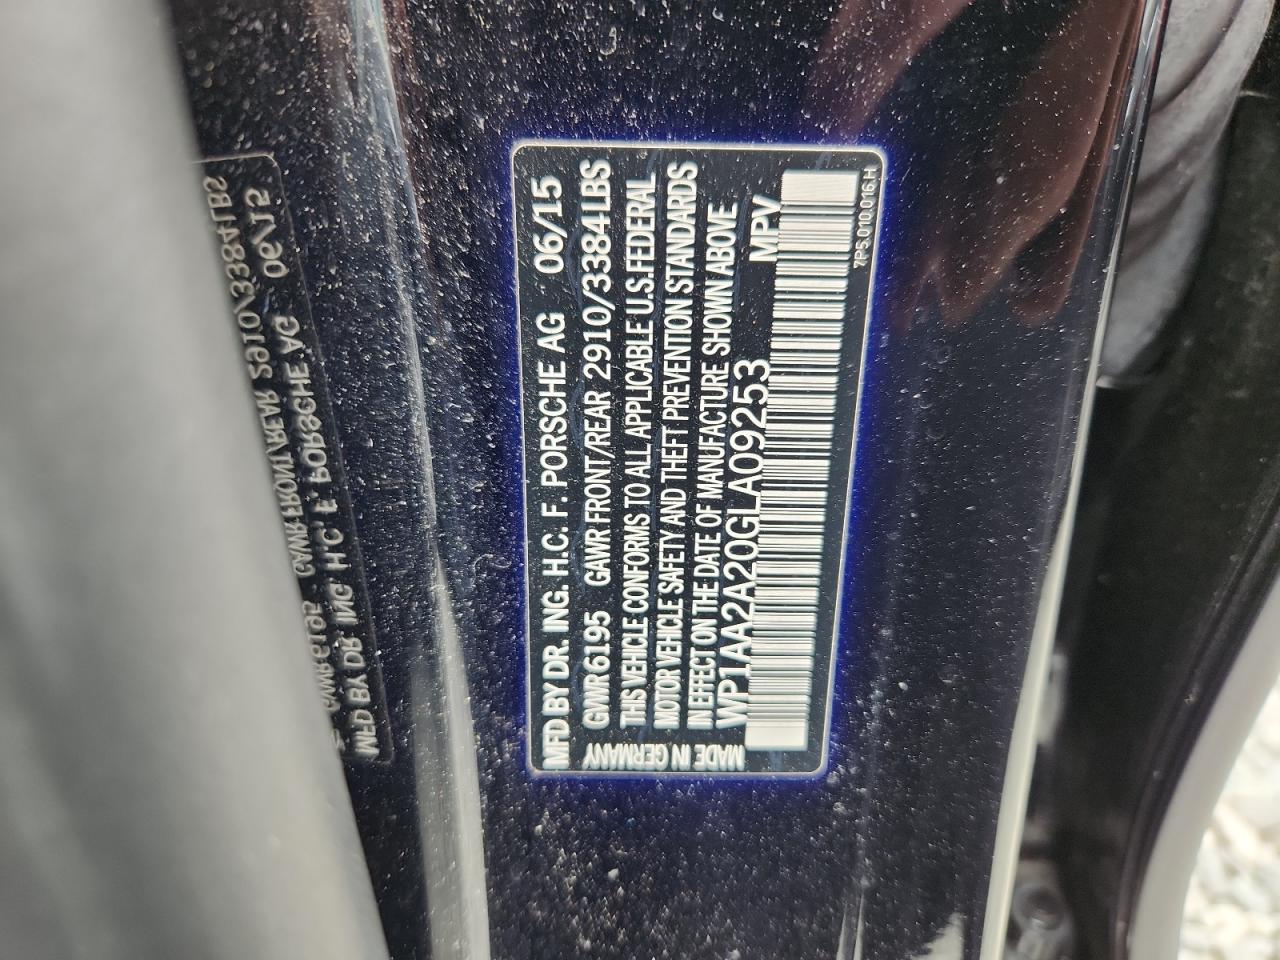 MFD BY DR. ING. H.C. F. PORSCHE AG 06/15
GVWR 6195 GAWR FRONT/REAR 2910/3384LBS
THIS VEHICLE CONFORMS TO ALL APPLICABLE U.S.FEDERAL
MOTOR VEHICLE SAFETY AND THEFT PREVENTION STANDARDS
IN EFFECT ON THE DATE OF MANUFACTURE SHOWN ABOVE
WP1AA2A20GLA09253 MPV
MADE IN GERMANY
7P5.010.016.H